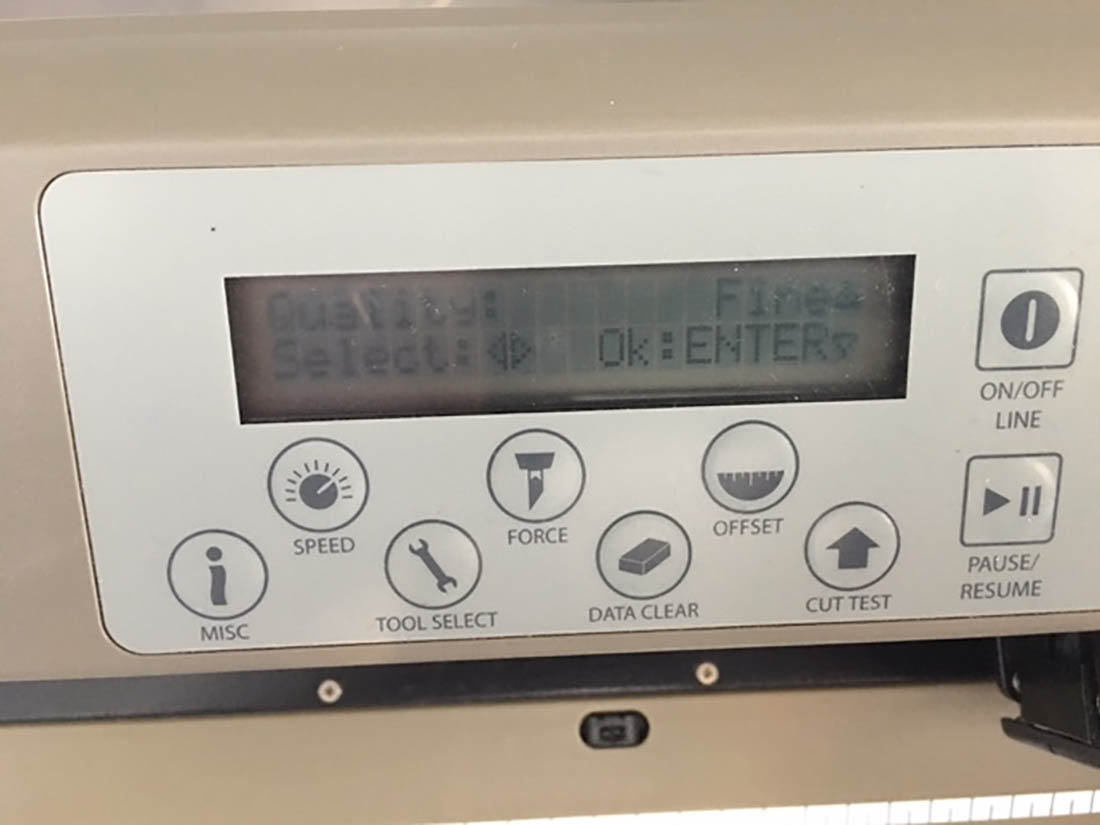 Quality: Fine▵
Select: ◁▷ Ok:ENTER▿
ON/OFF
LINE
SPEED
FORCE
OFFSET
PAUSE/
RESUME
MISC
TOOL SELECT
DATA CLEAR
CUT TEST